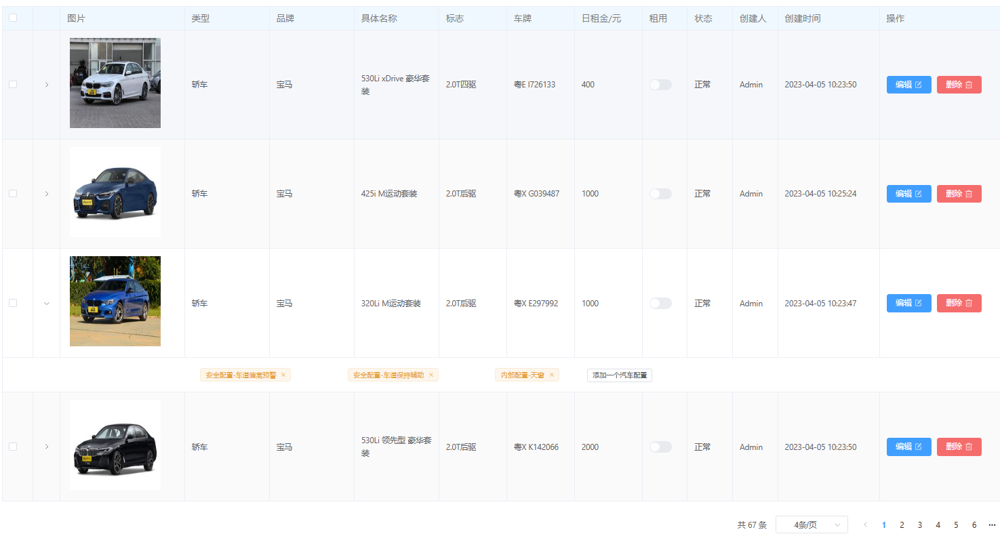 图片 类型 品牌 具体名称 标志 车牌 日租金/元 租用 状态 创建人 创建时间 操作
轿车 宝马 530Li xDrive 豪华套装 2.0T四驱 粤E I726133 400 正常 Admin 2023-04-05 10:23:50 编辑 删除
轿车 宝马 425i M运动套装 2.0T后驱 粤X G039487 1000 正常 Admin 2023-04-05 10:25:24 编辑 删除
轿车 宝马 320Li M运动套装 2.0T后驱 粤X E297992 1000 正常 Admin 2023-04-05 10:23:47 编辑 删除
安全配置-车道偏离预警 × 安全配置-车道保持辅助 × 内部配置-天窗 × 添加一个汽车配置
轿车 宝马 530Li 领先型 豪华套装 2.0T后驱 粤X K142066 2000 正常 Admin 2023-04-05 10:23:50 编辑 删除
共 67 条 4条/页 1 2 3 4 5 6 ···